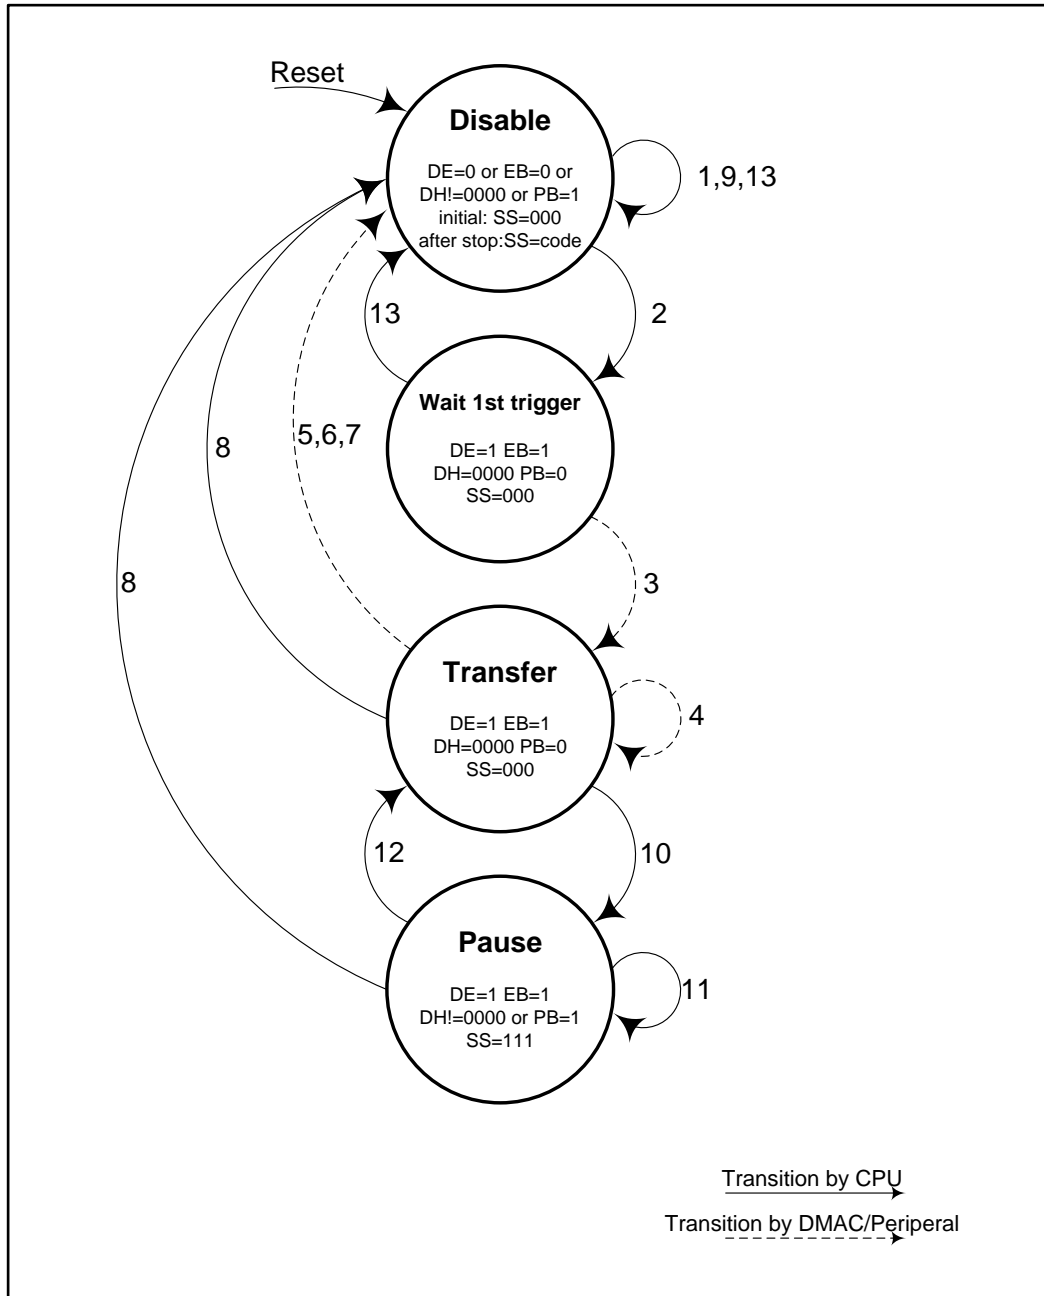 Reset
Disable
DE=0 or EB=0 or
DH!=0000 or PB=1
initial: SS=000
after stop:SS=code
1,9,13
13
2
Wait 1st trigger
DE=1 EB=1
DH=0000 PB=0
SS=000
8
5,6,7
8
3
Transfer
DE=1 EB=1
DH=0000 PB=0
SS=000
4
12
10
Pause
DE=1 EB=1
DH!=0000 or PB=1
SS=111
11
Transition by CPU
Transition by DMAC/Periperal